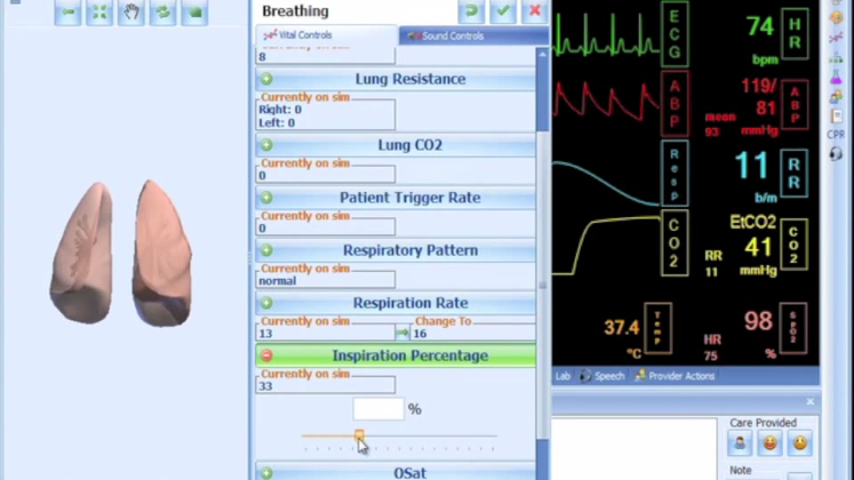 Breathing
Vital Controls
Sound Controls
8
Lung Resistance
Currently on sim
Right: 0
Left: 0
Lung CO2
Currently on sim
0
Patient Trigger Rate
Currently on sim
0
Respiratory Pattern
Currently on sim
normal
Respiration Rate
Currently on sim
13
Change To
16
Inspiration Percentage
Currently on sim
33
%
OSat
ECG
74
HR
bpm
ABP
119/
81
mean
93
mmHg
ABP
Resp
11
RR
b/m
CO2
EtCO2
RR
11
41
mmHg
CO2
37.4
°C
Temp
HR
75
98
%
SpO2
CPR
Lab
Speech
Provider Actions
Care Provided
Note